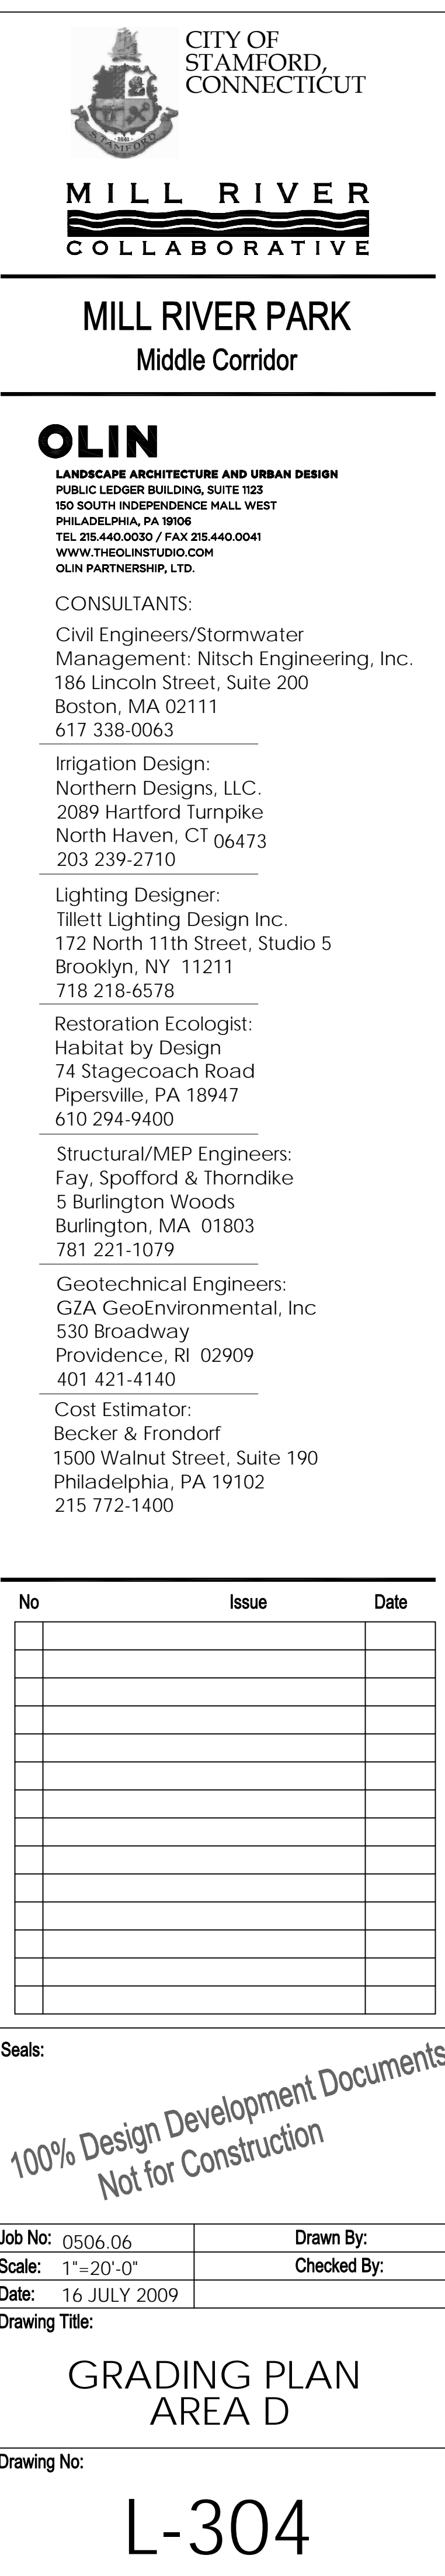 CITY OF
STAMFORD,
CONNECTICUT
STAMFORD
MILL RIVER
COLLABORATIVE
MILL RIVER PARK
Middle Corridor
OLIN
LANDSCAPE ARCHITECTURE AND URBAN DESIGN
PUBLIC LEDGER BUILDING, SUITE 1123
150 SOUTH INDEPENDENCE MALL WEST
PHILADELPHIA, PA 19106
TEL 215.440.0030 / FAX 215.440.0041
WWW.THEOLINSTUDIO.COM
OLIN PARTNERSHIP, LTD.
CONSULTANTS:
Civil Engineers/Stormwater
Management: Nitsch Engineering, Inc.
186 Lincoln Street, Suite 200
Boston, MA 02111
617 338-0063
Irrigation Design:
Northern Designs, LLC.
2089 Hartford Turnpike
North Haven, CT 06473
203 239-2710
Lighting Designer:
Tillett Lighting Design Inc.
172 North 11th Street, Studio 5
Brooklyn, NY 11211
718 218-6578
Restoration Ecologist:
Habitat by Design
74 Stagecoach Road
Pipersville, PA 18947
610 294-9400
Structural/MEP Engineers:
Fay, Spofford & Thorndike
5 Burlington Woods
Burlington, MA 01803
781 221-1079
Geotechnical Engineers:
GZA GeoEnvironmental, Inc
530 Broadway
Providence, RI 02909
401 421-4140
Cost Estimator:
Becker & Frondorf
1500 Walnut Street, Suite 190
Philadelphia, PA 19102
215 772-1400
No Issue Date
Seals:
100% Design Development Documents
Not for Construction
Job No: 0506.06 Drawn By:
Scale: 1"=20'-0" Checked By:
Date: 16 JULY 2009
Drawing Title:
GRADING PLAN
AREA D
Drawing No:
L-304